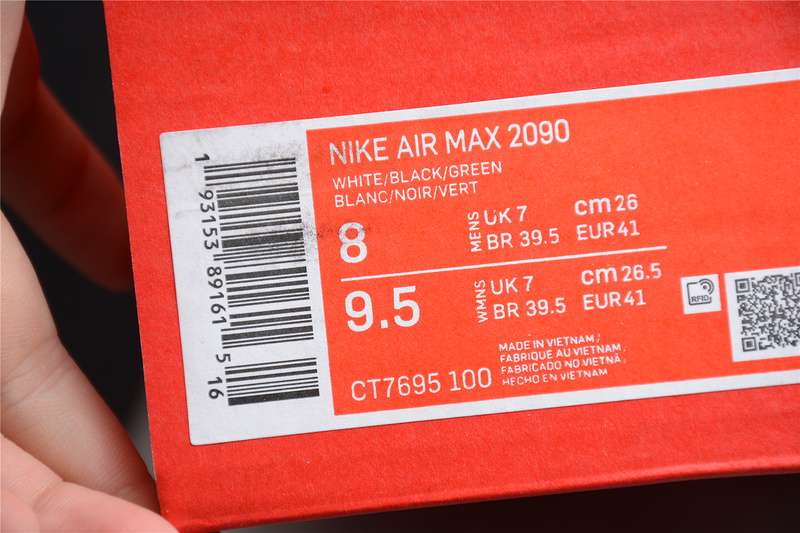 NIKE AIR MAX 2090
WHITE/BLACK/GREEN
BLANC/NOIR/VERT
8
MENS
UK 7
cm 26
BR 39.5
EUR 41
9.5
WMNS
UK 7
cm 26.5
BR 39.5
EUR 41
RFID
CT7695 100
MADE IN VIETNAM /
FABRIQUE AU VIETNAM,
FABRICADO NO VIETNÃ,
HECHO EN VIETNAM
1 93153 89161 5 16